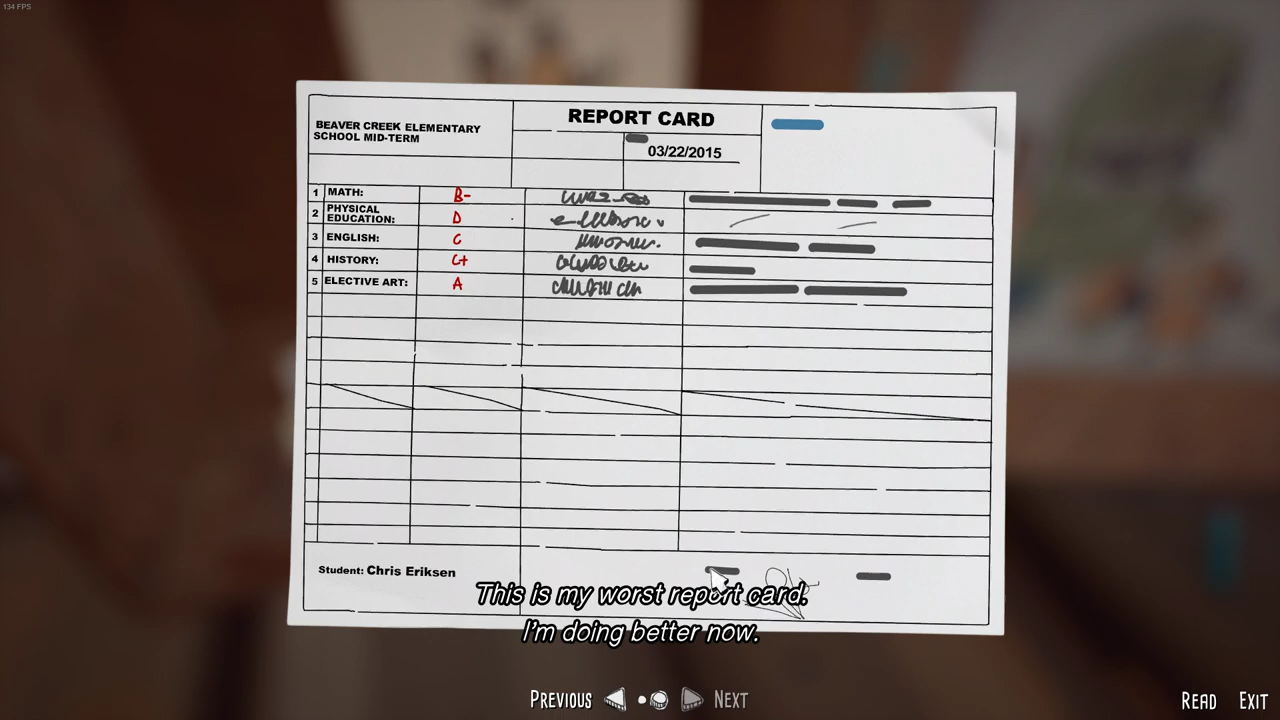 134 FPS
REPORT CARD
BEAVER CREEK ELEMENTARY
SCHOOL MID-TERM
03/22/2015
1 MATH: B-
2 PHYSICAL
EDUCATION: D
3 ENGLISH: C
4 HISTORY: C+
5 ELECTIVE ART: A
Student: Chris Eriksen
This is my worst report card.
I'm doing better now.
PREVIOUS NEXT
READ EXIT